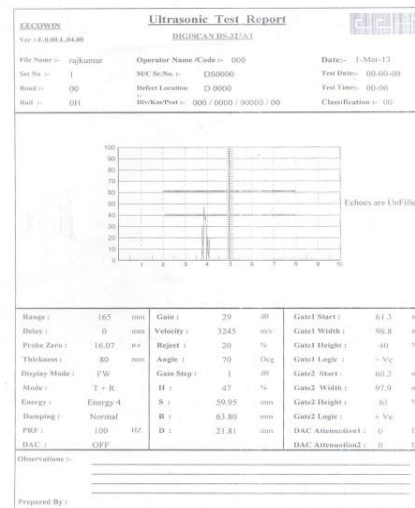 EECOWIN
Ultrasonic Test Report
DIGISCAN DS-323A1
File Name :- rajkumar Operator Name /Code :- 000 Date:- 1-Mar-13
Set No :- 1 M/C Sr.No. :- DS0000 Test Date:- 00-00-00
Road :- 00 Defect Location :- D 0000 Test Time:- 00-00
Rail :- 0H Div/Km/Post :- 000 / 0000 / 00000 / 00 Classification :- 00
100
90
80
70
60
50
40
30
20
10
0
1 2 3 4 5 6 7 8 9 10
Echoes are UnFille
Range : 165 mm Gain : 29 dB Gate1 Start : 61.3
Delay : 0 mm Velocity : 3245 m/s Gate1 Width : 96.8
Probe Zero : 16.07 µs Reject : 20 % Gate1 Height : 40 %
Thickness : 80 mm Angle : 70 Deg Gate1 Logic : - Ve
Display Mode : FW Gain Step : 1 dB Gate2 Start : 60.2
Mode : T + R H : 47 % Gate2 Width : 97.9
Energy : Energy 4 S : 59.95 mm Gate2 Height : 61 %
Damping : Normal B : 63.80 mm Gate2 Logic : + Ve
PRF : 100 HZ D : 21.81 mm DAC Attenuation1 : 0
DAC : OFF DAC Attenuation2 : 0
Observations :-
Prepared By :